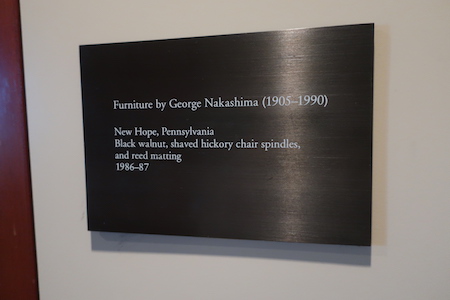 Furniture by George Nakashima (1905–1990)
New Hope, Pennsylvania
Black walnut, shaved hickory chair spindles,
and reed matting
1986–87